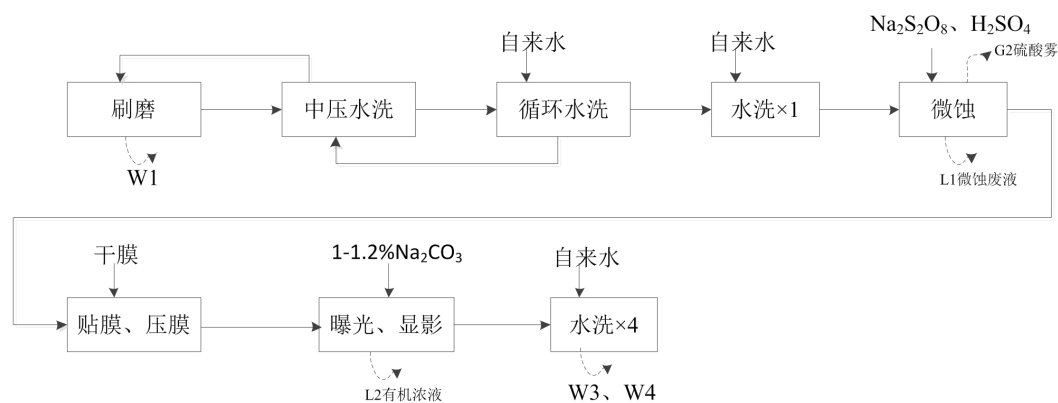 自来水
自来水
Na₂S₂O₈、H₂SO₄
G2硫酸雾
刷磨
中压水洗
循环水洗
水洗×1
微蚀
W1
L1微蚀废液
干膜
1-1.2%Na₂CO₃
自来水
贴膜、压膜
曝光、显影
水洗×4
L2有机浓液
W3、W4